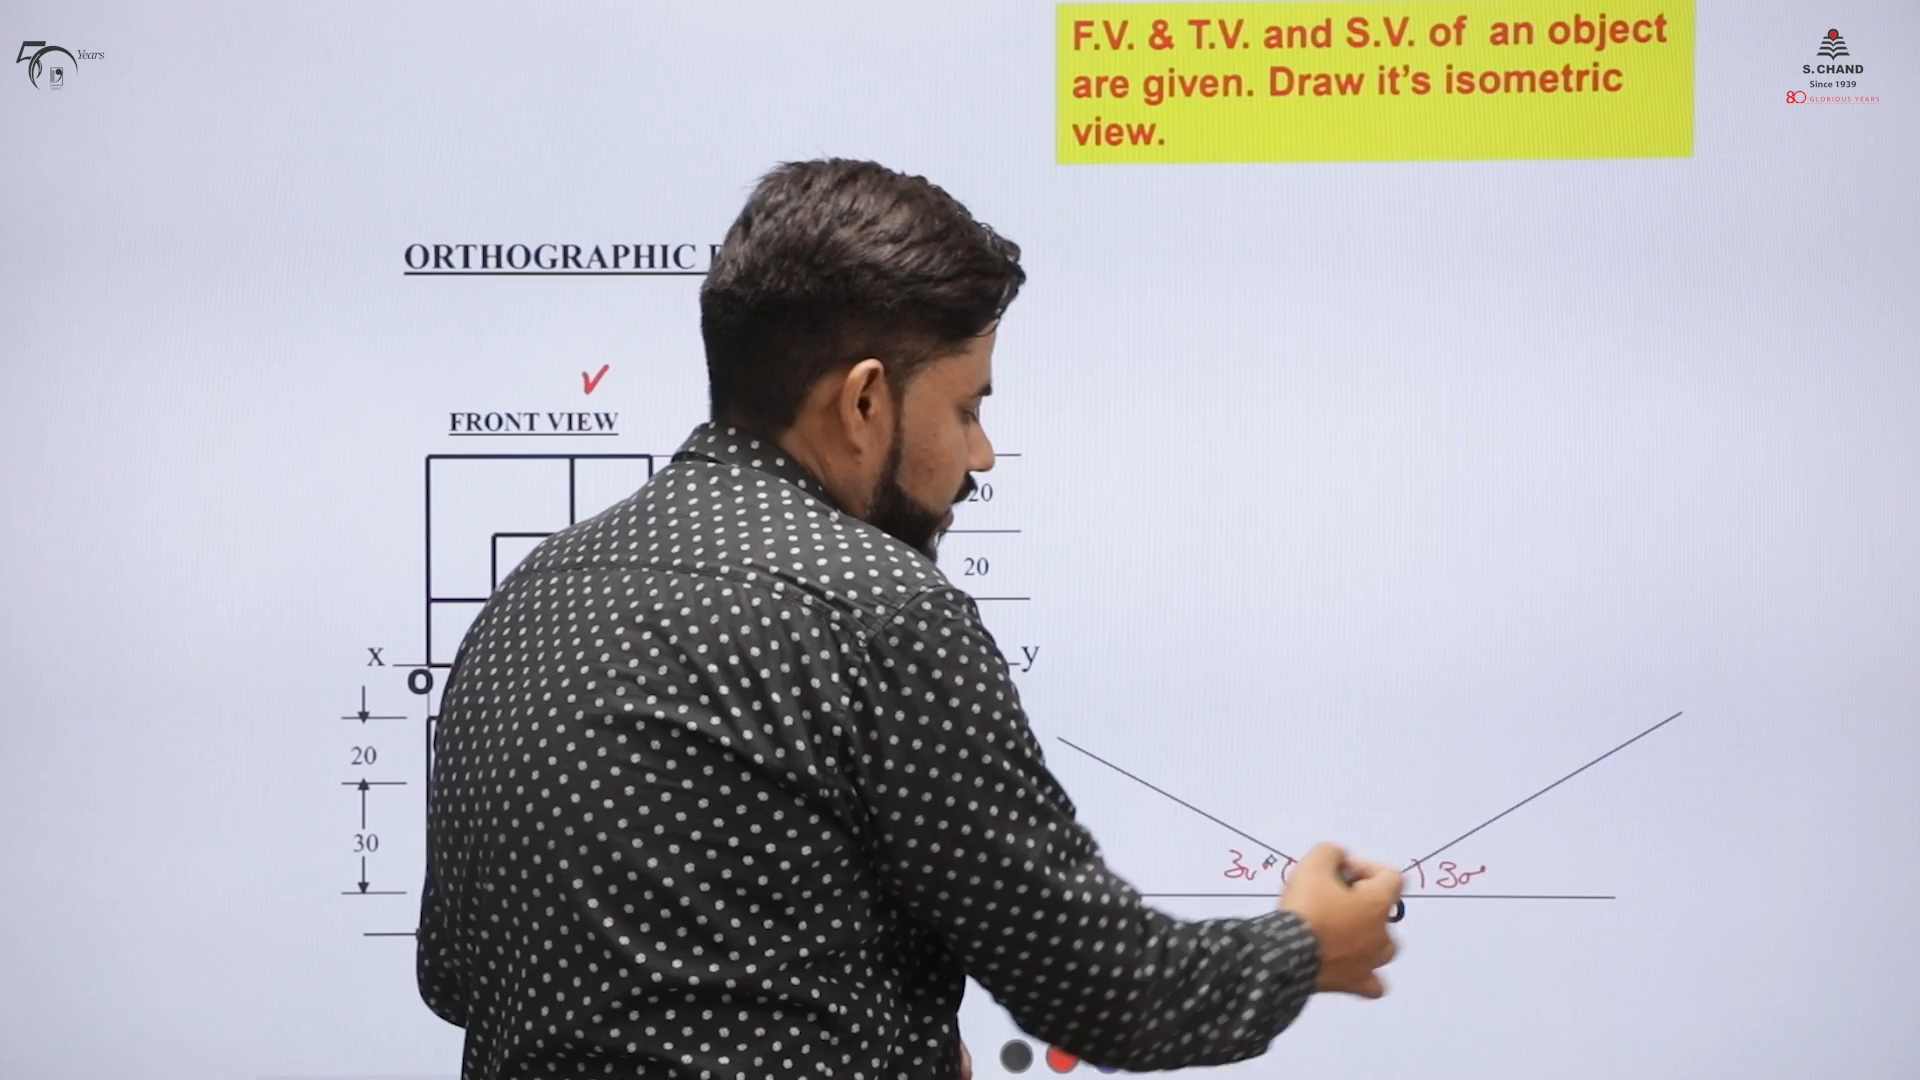 Years
F.V. & T.V. and S.V. of an object
are given. Draw it's isometric
view.
S. CHAND
Since 1939
80 GLORIOUS YEARS
ORTHOGRAPHIC
FRONT VIEW
20
20
x
y
O
20
30
30°
30°